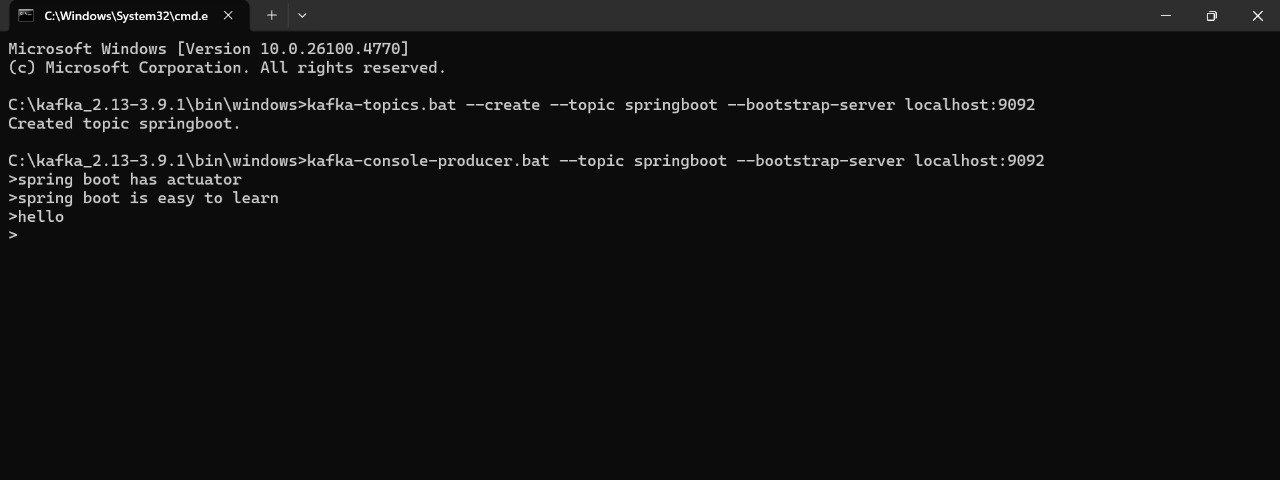 C:\Windows\System32\cmd.e
Microsoft Windows [Version 10.0.26100.4770]
(c) Microsoft Corporation. All rights reserved.
C:\kafka_2.13-3.9.1\bin\windows>kafka-topics.bat --create --topic springboot --bootstrap-server localhost:9092
Created topic springboot.
C:\kafka_2.13-3.9.1\bin\windows>kafka-console-producer.bat --topic springboot --bootstrap-server localhost:9092
>spring boot has actuator
>spring boot is easy to learn
>hello
>